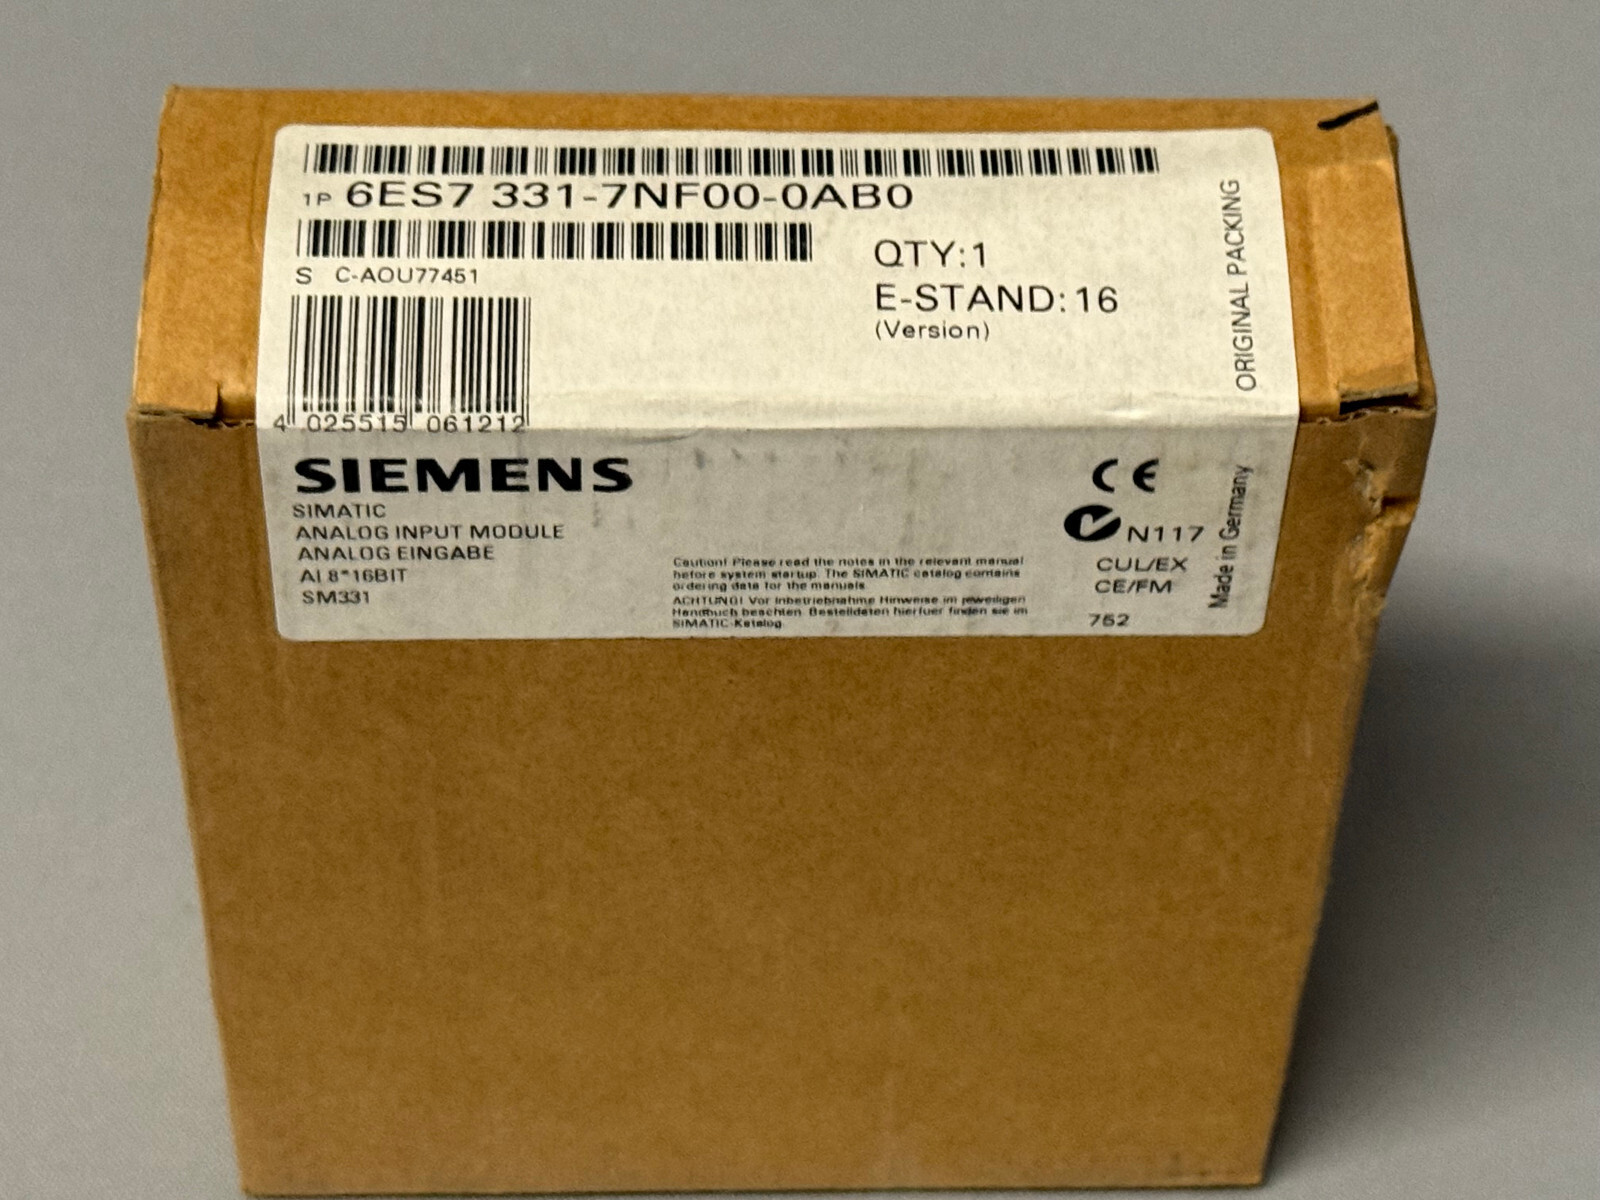 1P 6ES7 331-7NF00-0AB0
S C-AOU77451
QTY:1
E-STAND:16
(Version)
ORIGINAL PACKING
4 025515 061212
SIEMENS
SIMATIC
ANALOG INPUT MODULE
ANALOG EINGABE
AI 8*16BIT
SM331
Caution! Please read the notes in the relevant manual
before system startup. The SIMATIC catalog contains
ordering data for the manuals.
ACHTUNG! Vor Inbetriebnahme Hinweise im jeweiligen
Handbuch beachten. Bestelldaten hierfuer finden sie im
SIMATIC-Katalog.
CE
N117
CUL/EX
CE/FM
752
Made in Germany